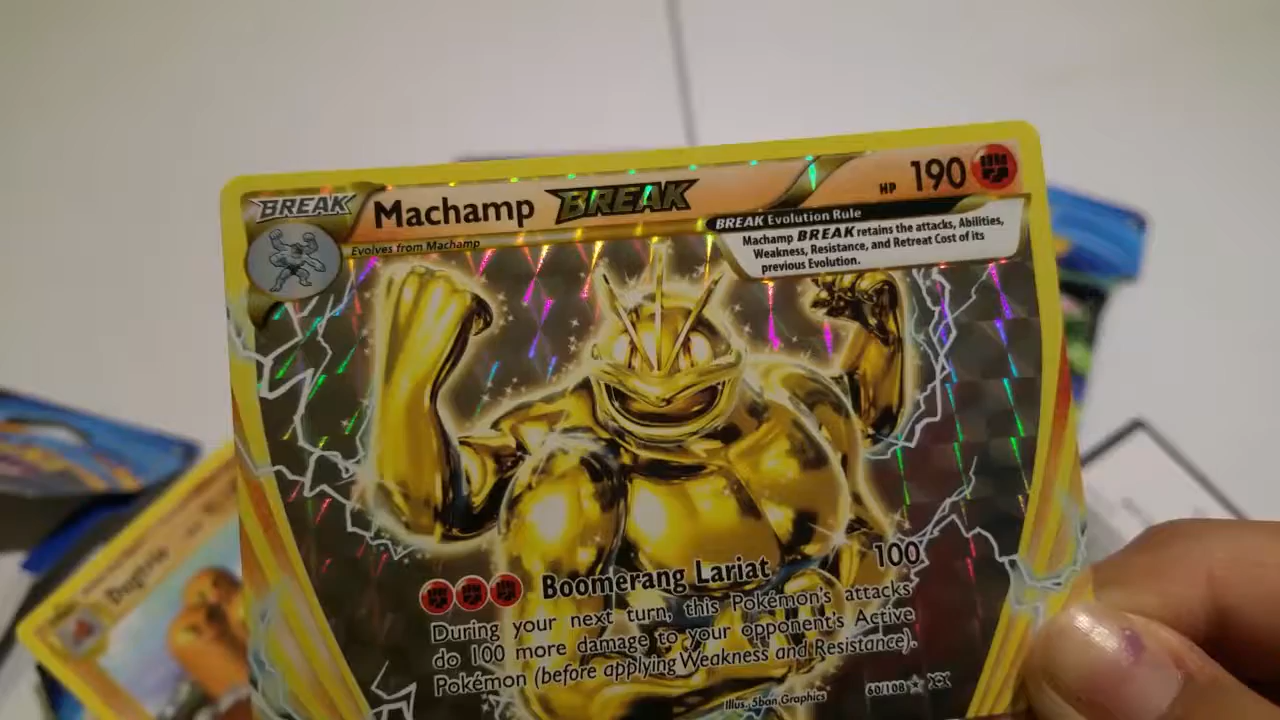 BREAK
Machamp BREAK
HP 190
Evolves from Machamp
BREAK Evolution Rule
Machamp BREAK retains the attacks, Abilities,
Weakness, Resistance, and Retreat Cost of its
previous Evolution.
Boomerang Lariat 100
During your next turn, this Pokémon's attacks
do 100 more damage to your opponent's Active
Pokémon (before applying Weakness and Resistance).
Illus. 5ban Graphics
60/108 ★ XY
Dugtrio